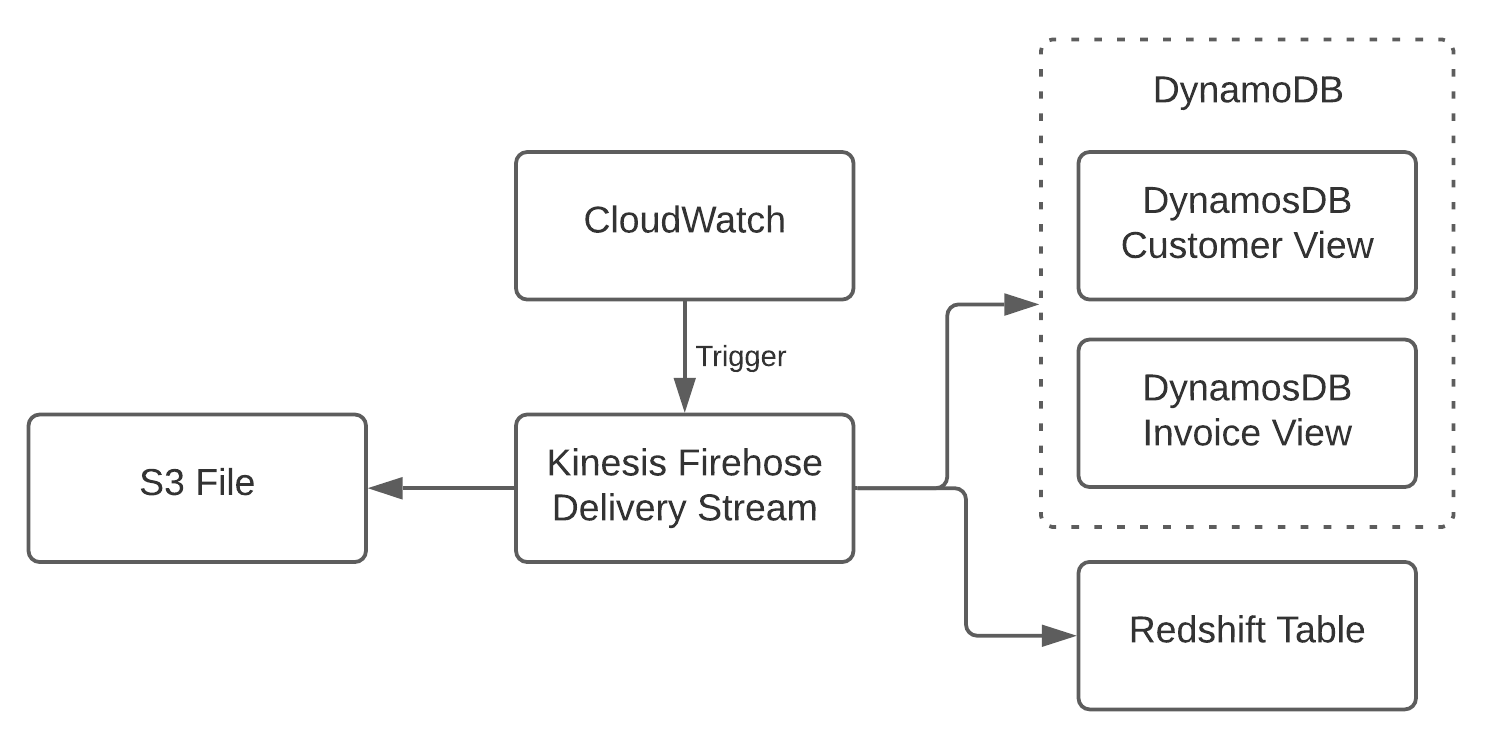 DynamoDB
CloudWatch
DynamosDB
Customer View
Trigger
DynamosDB
Invoice View
S3 File
Kinesis Firehose
Delivery Stream
Redshift Table